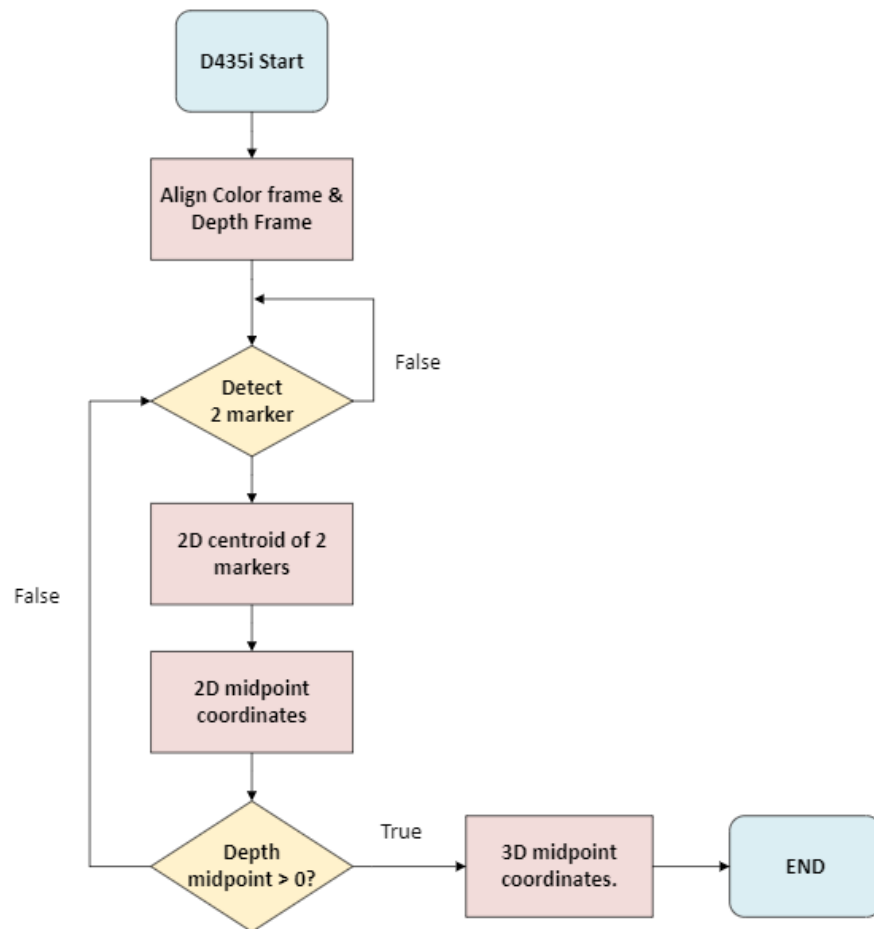 D435i Start
Align Color frame &
Depth Frame
False
Detect
2 marker
2D centroid of 2
markers
False
2D midpoint
coordinates
True
Depth
midpoint > 0?
3D midpoint
coordinates.
END